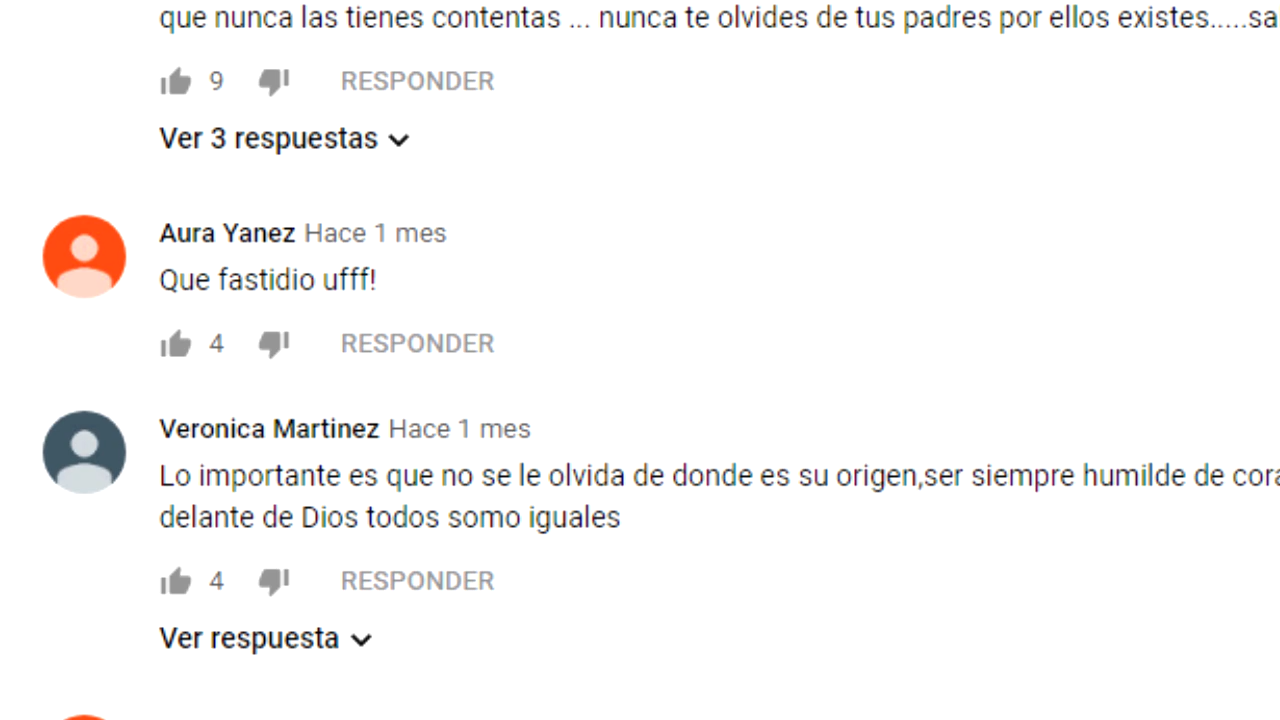 que nunca las tienes contentas ... nunca te olvides de tus padres por ellos existes.....sa
9 RESPONDER
Ver 3 respuestas
Aura Yanez Hace 1 mes
Que fastidio ufff!
4 RESPONDER
Veronica Martinez Hace 1 mes
Lo importante es que no se le olvida de donde es su origen,ser siempre humilde de cora
delante de Dios todos somo iguales
4 RESPONDER
Ver respuesta